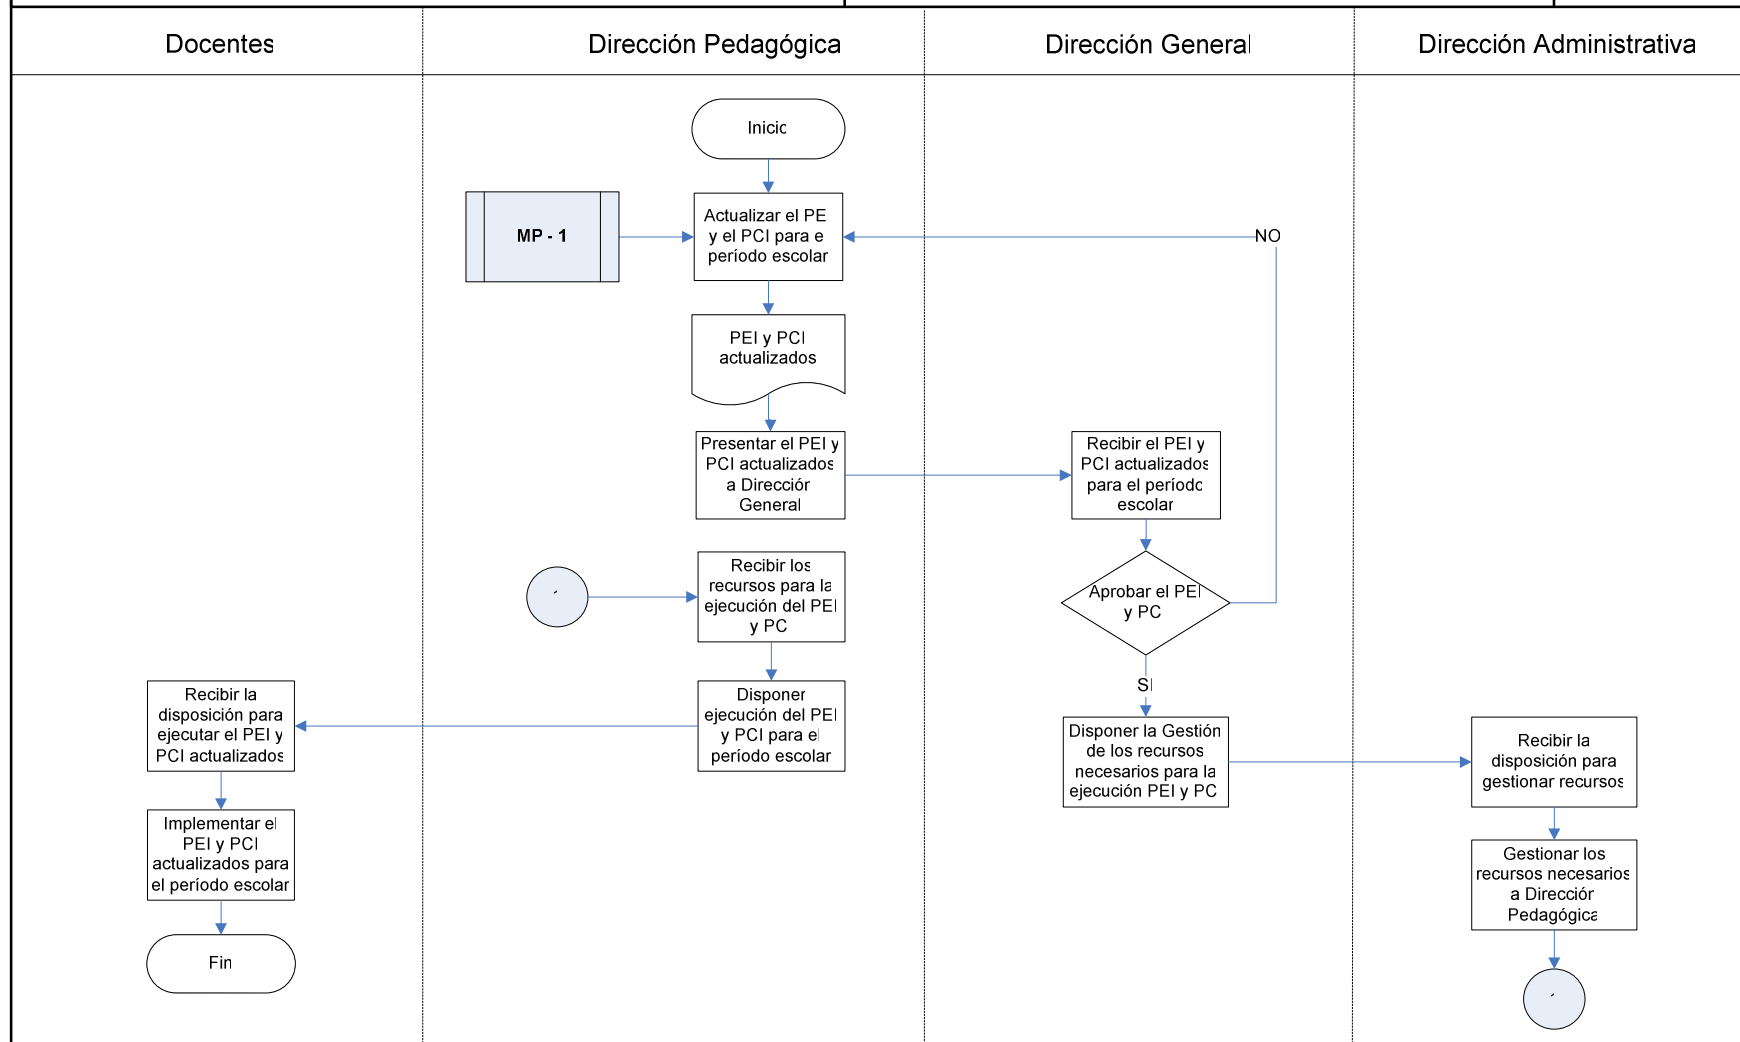 Docentes
Dirección Pedagógica
Dirección General
Dirección Administrativa
Inicio
MP - 1
Actualizar el PE
y el PCI para e
período escolar
NO
PEI y PCI
actualizados
Presentar el PEI y
PCI actualizados
a Dirección
General
Recibir el PEI y
PCI actualizados
para el período
escolar
Recibir los
recursos para la
ejecución del PEI
y PC
Aprobar el PEI
y PC
SI
Recibir la
disposición para
ejecutar el PEI y
PCI actualizados
Disponer
ejecución del PEI
y PCI para el
período escolar
Disponer la Gestión
de los recursos
necesarios para la
ejecución PEI y PC
Recibir la
disposición para
gestionar recursos
Implementar el
PEI y PCI
actualizados para
el período escolar
Gestionar los
recursos necesarios
a Dirección
Pedagógica
Fin